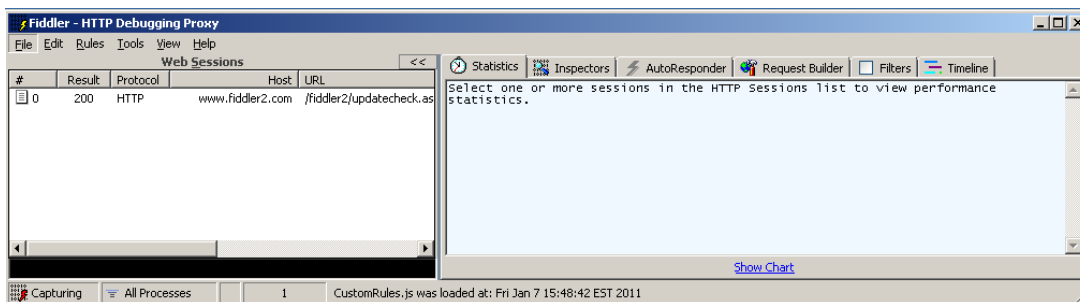 Fiddler - HTTP Debugging Proxy
File Edit Rules Tools View Help
Web Sessions <<
# Result Protocol Host URL
0 200 HTTP www.fiddler2.com /fiddler2/updatecheck.as
Statistics Inspectors AutoResponder Request Builder Filters Timeline
Select one or more sessions in the HTTP Sessions list to view performance
statistics.
Show Chart
Capturing All Processes 1 CustomRules.js was loaded at: Fri Jan 7 15:48:42 EST 2011